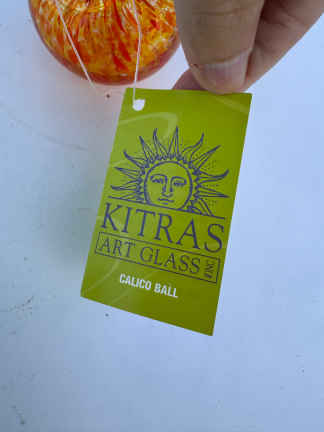 KITRAS
ART GLASS INC.
CALICO BALL